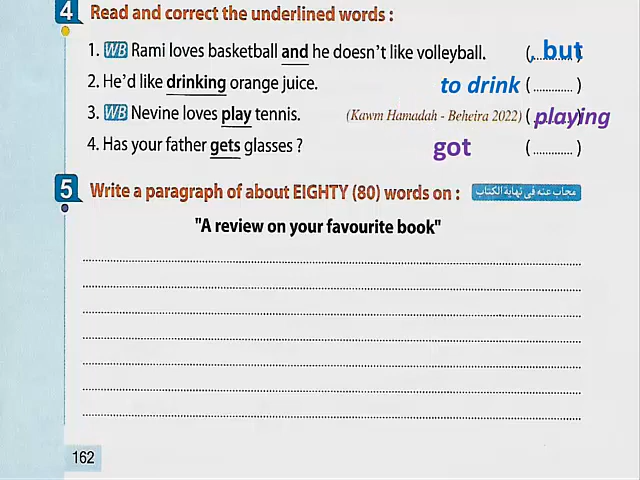 4 Read and correct the underlined words :
1. WB Rami loves basketball and he doesn't like volleyball. (............) , but
2. He'd like drinking orange juice. to drink (............)
3. WB Nevine loves play tennis. (Kawm Hamadah - Beheira 2022) (............) playing
4. Has your father gets glasses ? got (............)
5 Write a paragraph of about EIGHTY (80) words on : مجاب عنه فى نهاية الكتاب
"A review on your favourite book"
162